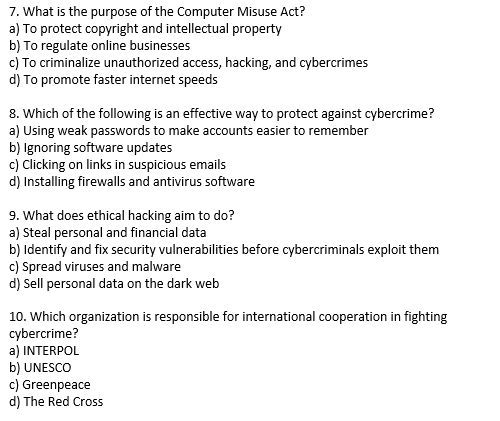 7. What is the purpose of the Computer Misuse Act?
a) To protect copyright and intellectual property
b) To regulate online businesses
c) To criminalize unauthorized access, hacking, and cybercrimes
d) To promote faster internet speeds
8. Which of the following is an effective way to protect against cybercrime?
a) Using weak passwords to make accounts easier to remember
b) Ignoring software updates
c) Clicking on links in suspicious emails
d) Installing firewalls and antivirus software
9. What does ethical hacking aim to do?
a) Steal personal and financial data
b) Identify and fix security vulnerabilities before cybercriminals exploit them
c) Spread viruses and malware
d) Sell personal data on the dark web
10. Which organization is responsible for international cooperation in fighting
cybercrime?
a) INTERPOL
b) UNESCO
c) Greenpeace
d) The Red Cross